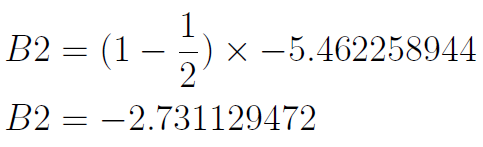 B2 = (1 − 1/2) × −5.462258944
B2 = −2.731129472